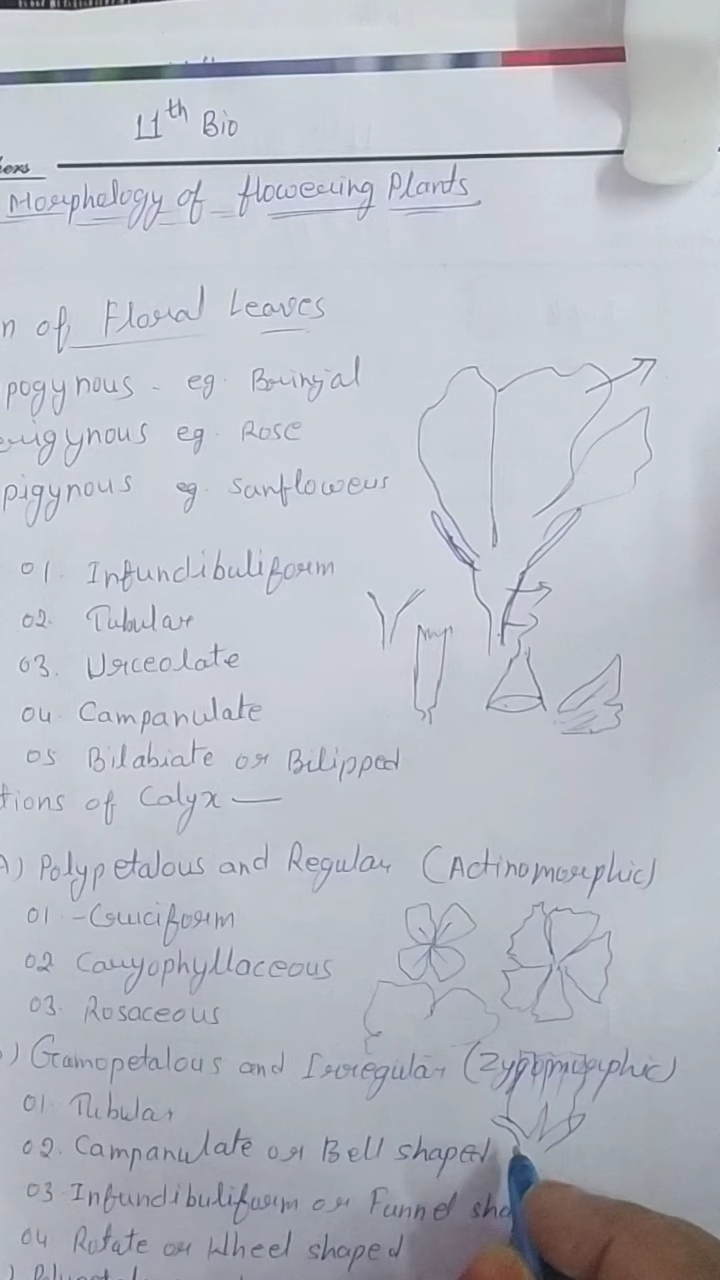 11th Bio
hers
Morphology of flowering Plants
n of Floral Leaves
pogynous - eg. Brinjal
erigynous eg. Rose
pigynous eg. Sanflowers
01. Infundibuliform
02. Tubular
03. Urceolate
04. Campanulate
05 Bilabiate or Bilipped
tions of Calyx —
A) Polypetalous and Regular (Actinomorphic)
01 - Cruciform
02 Caryophyllaceous
03. Rosaceous
) Gamopetalous and Irregular (Zygomorphic)
01. Tubular
02. Campanulate or Bell shaped
03 Infundibuliform or Funnel sha
04 Rotate or Wheel shaped